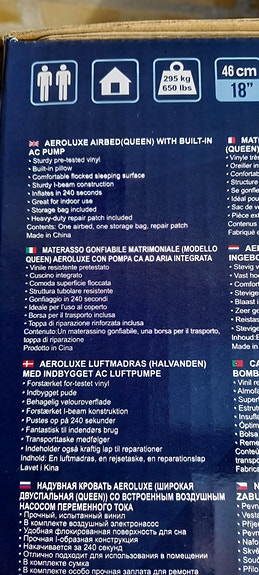 295 kg
650 lbs
46 cm
18"
AEROLUXE AIRBED(QUEEN) WITH BUILT-IN
AC PUMP
• Sturdy pre-tested vinyl
• Built-in pillow
• Comfortable flocked sleeping surface
• Sturdy I-beam construction
• Inflates in 240 seconds
• Great for indoor use
• Storage bag included
• Heavy-duty repair patch included
Contents: One airbed, one storage bag, repair patch
Made in China
MATERASSO GONFIABILE MATRIMONIALE (MODELLO
QUEEN) AEROLUXE CON POMPA CA AD ARIA INTEGRATA
• Vinile resistente pretestato
• Cuscino integrato
• Comoda superficie floccata
• Struttura tubolare resistente
• Gonfiaggio in 240 secondi
• Ideale per l'uso al coperto
• Borsa per il trasporto inclusa
• Toppa di riparazione rinforzata inclusa
Contenuto:Un materassino gonfiabile, una borsa per il trasporto,
toppa di riparazione
Prodotto in Cina
AEROLUXE LUFTMADRAS (HALVANDEN)
MED INDBYGGET AC LUFTPUMPE
• Forstærket for-testet vinyl
• Indbygget pude
• Behagelig veloursoverflade
• Forstærket I-beam konstruktion
• Pustes op på 240 sekunder
• Fantastisk til indendørs brug
• Transporttaske medfølger
• Indeholder også kraftig lap til reparationer
Indhold: En luftmadras, en rejsetaske, en reparationslap
Lavet i Kina
НАДУВНАЯ КРОВАТЬ AEROLUXE (ШИРОКАЯ
ДВУСПАЛЬНАЯ (QUEEN)) СО ВСТРОЕННЫМ ВОЗДУШНЫМ
НАСОСОМ ПЕРЕМЕННОГО ТОКА
• Прочный, испытанный винил
• В комплекте воздушный электронасос
• Удобная флокированная поверхность для сна
• Прочная I-образная конструкция
• Накачивается за 240 секунд
• Отлично подходит для использования в помещении
• В комплекте сумка
• В комплекте особо прочная заплата для ремонта